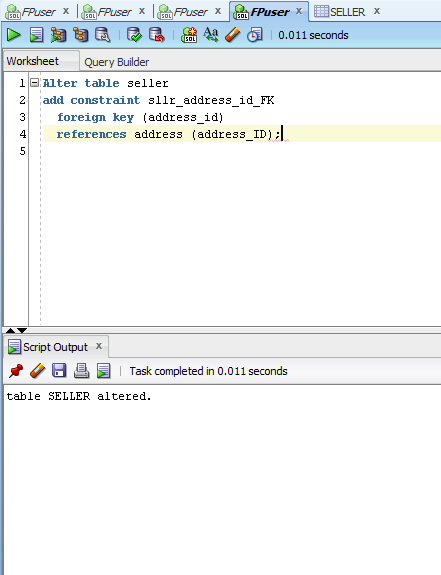 FPuser x FPuser x FPuser x FPuser x SELLER x
SQL Aa 0.011 seconds
Worksheet Query Builder
1 Alter table seller
2 add constraint sllr_address_id_FK
3 foreign key (address_id)
4 references address (address_ID);
5
Script Output x
Task completed in 0.011 seconds
table SELLER altered.